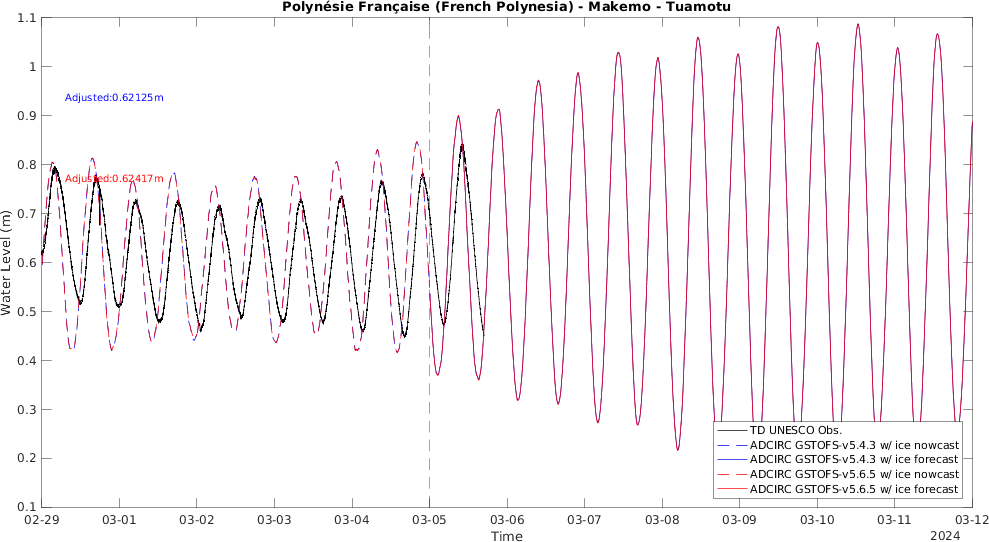 Polynésie Française (French Polynesia) - Makemo - Tuamotu
Adjusted:0.62125m
Adjusted:0.62417m
Water Level (m)
1.1
1
0.9
0.8
0.7
0.6
0.5
0.4
0.3
0.2
0.1
TD UNESCO Obs.
ADCIRC GSTOFS-v5.4.3 w/ ice nowcast
ADCIRC GSTOFS-v5.4.3 w/ ice forecast
ADCIRC GSTOFS-v5.6.5 w/ ice nowcast
ADCIRC GSTOFS-v5.6.5 w/ ice forecast
02-29 03-01 03-02 03-03 03-04 03-05 03-06 03-07 03-08 03-09 03-10 03-11 03-12
Time
2024